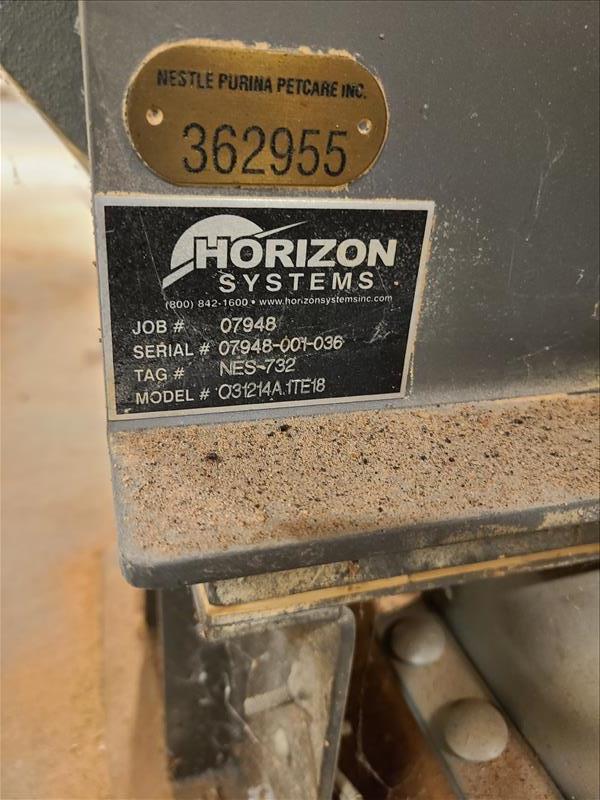 NESTLE PURINA PETCARE INC.
362955
HORIZON
SYSTEMS
(800) 842-1600 • www.horizonsystemsinc.com
JOB # 07948
SERIAL # 07948-001-036
TAG # NES-732
MODEL # O31214A.1TE18